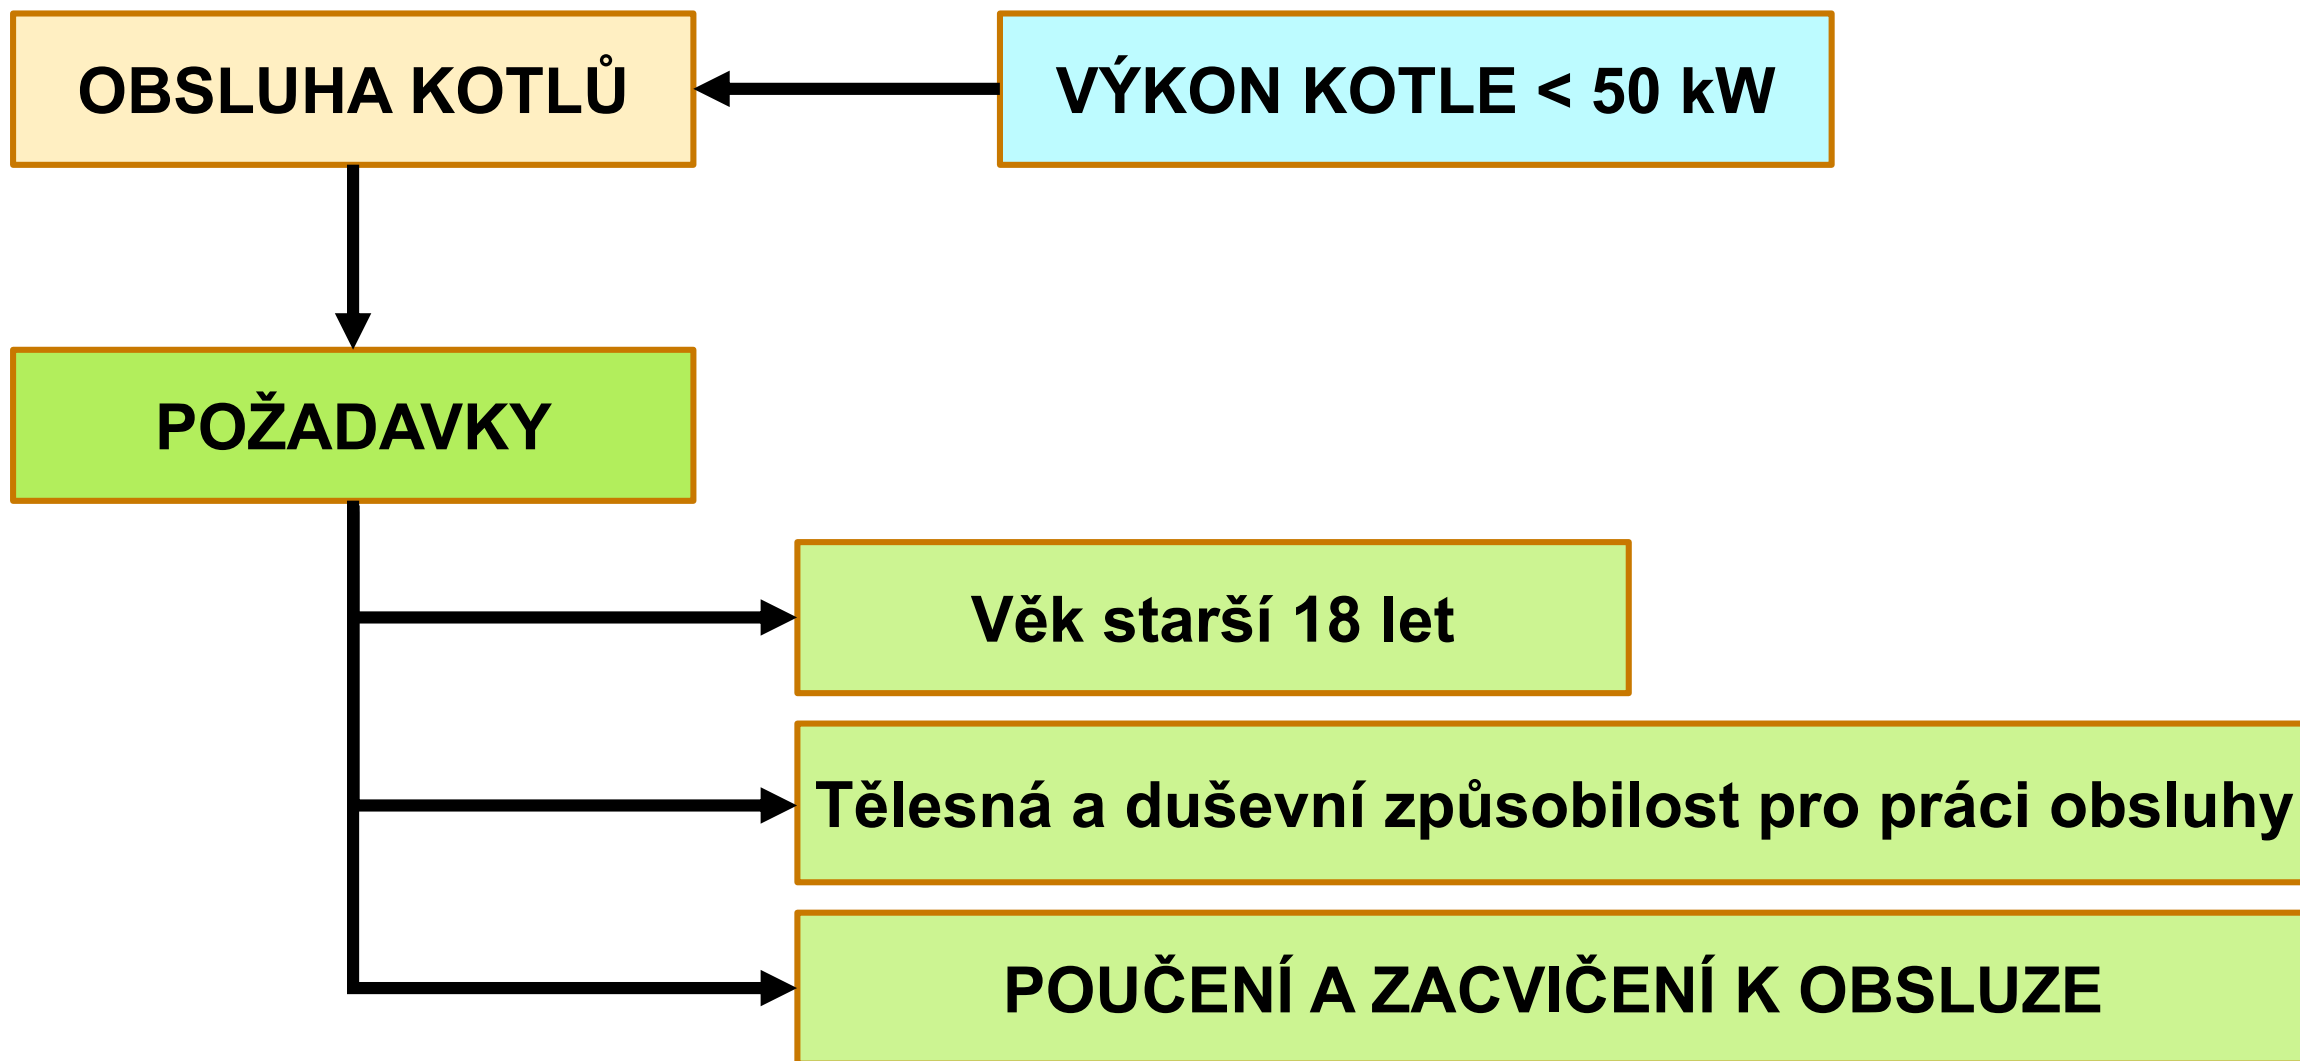 OBSLUHA KOTLŮ
VÝKON KOTLE < 50 kW
POŽADAVKY
Věk starší 18 let
Tělesná a duševní způsobilost pro práci obsluhy
POUČENÍ A ZACVIČENÍ K OBSLUZE